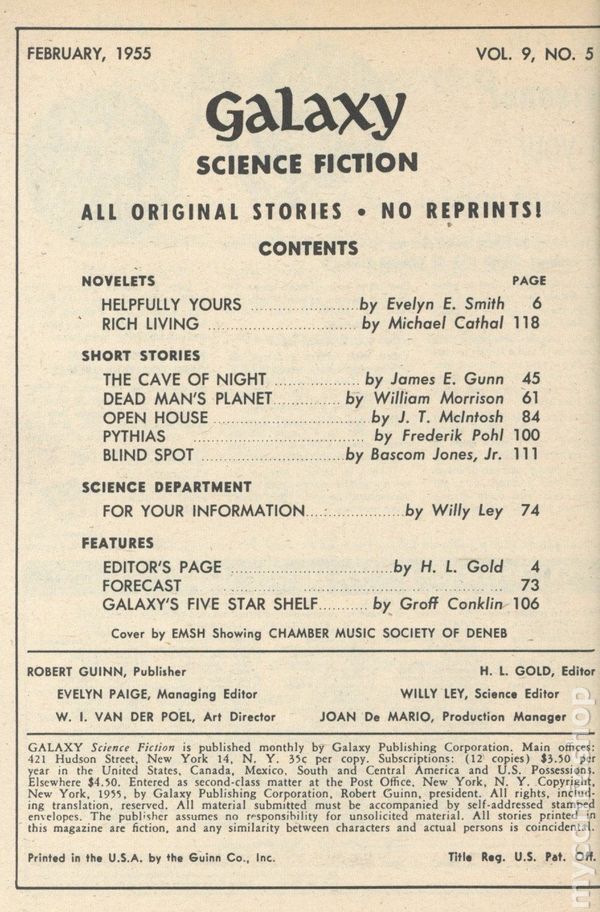 FEBRUARY, 1955 VOL. 9, NO. 5
Galaxy
SCIENCE FICTION
ALL ORIGINAL STORIES • NO REPRINTS!
CONTENTS
NOVELETS PAGE
HELPFULLY YOURS ..................by Evelyn E. Smith 6
RICH LIVING .........................by Michael Cathal 118
SHORT STORIES
THE CAVE OF NIGHT ..............by James E. Gunn 45
DEAD MAN'S PLANET..............by William Morrison 61
OPEN HOUSE .............................by J. T. McIntosh 84
PYTHIAS ............................ by Frederik Pohl 100
BLIND SPOT .......................by Bascom Jones, Jr. 111
SCIENCE DEPARTMENT
FOR YOUR INFORMATION.................by Willy Ley 74
FEATURES
EDITOR'S PAGE ..........................by H. L. Gold 4
FORECAST ........................................ 73
GALAXY'S FIVE STAR SHELF............by Groff Conklin 106
Cover by EMSH Showing CHAMBER MUSIC SOCIETY OF DENEB
ROBERT GUINN, Publisher H. L. GOLD, Editor
EVELYN PAIGE, Managing Editor WILLY LEY, Science Editor
W. I. VAN DER POEL, Art Director JOAN De MARIO, Production Manager
GALAXY Science Fiction is published monthly by Galaxy Publishing Corporation. Main offices:
421 Hudson Street, New York 14, N. Y. 35c per copy. Subscriptions: (12 copies) $3.50 per
year in the United States, Canada, Mexico, South and Central America and U.S. Possessions.
Elsewhere $4.50. Entered as second-class matter at the Post Office, New York, N. Y. Copyright,
New York, 1955, by Galaxy Publishing Corporation, Robert Guinn, president. All rights, includ-
ing translation, reserved. All material submitted must be accompanied by self-addressed stamped
envelopes. The publisher assumes no responsibility for unsolicited material. All stories printed in
this magazine are fiction, and any similarity between characters and actual persons is coincidental.
Printed in the U.S.A. by the Guinn Co., Inc. Title Reg. U.S. Pat. Off.
mycomicshop